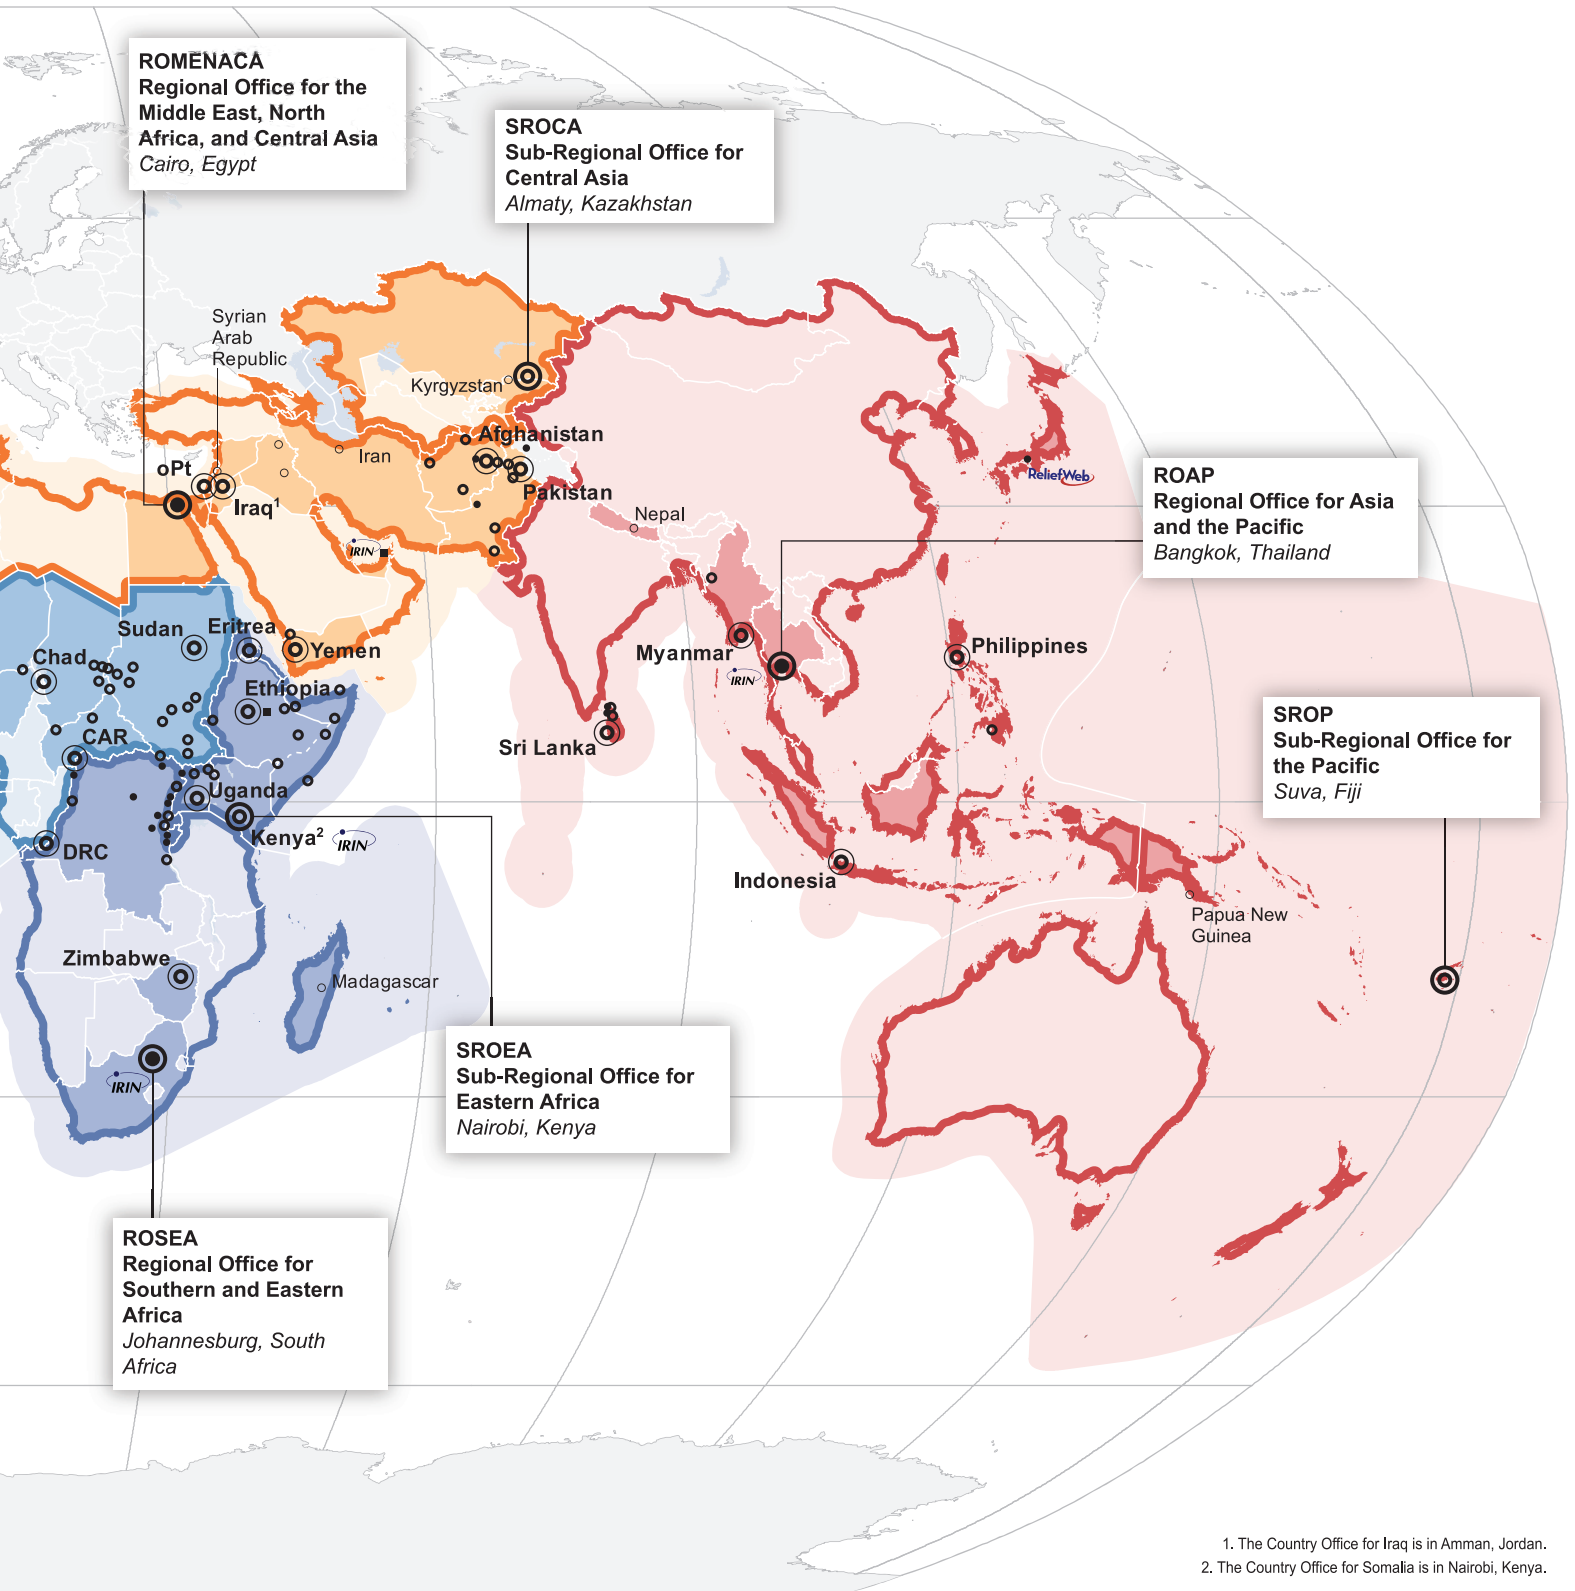 ROMENACA
Regional Office for the
Middle East, North
Africa, and Central Asia
Cairo, Egypt
SROCA
Sub-Regional Office for
Central Asia
Almaty, Kazakhstan
Syrian
Arab
Republic
Kyrgyzstan
Afghanistan
Iran
oPt
Iraq¹
Pakistan
ReliefWeb
ROAP
Regional Office for Asia
and the Pacific
Bangkok, Thailand
Nepal
IRIN
Sudan
Eritrea
Yemen
Chad
Ethiopia
Myanmar
IRIN
Philippines
CAR
Sri Lanka
SROP
Sub-Regional Office for
the Pacific
Suva, Fiji
Uganda
Kenya²
IRIN
DRC
Indonesia
Papua New
Guinea
Zimbabwe
Madagascar
IRIN
SROEA
Sub-Regional Office for
Eastern Africa
Nairobi, Kenya
ROSEA
Regional Office for
Southern and Eastern
Africa
Johannesburg, South
Africa
1. The Country Office for Iraq is in Amman, Jordan.
2. The Country Office for Somalia is in Nairobi, Kenya.